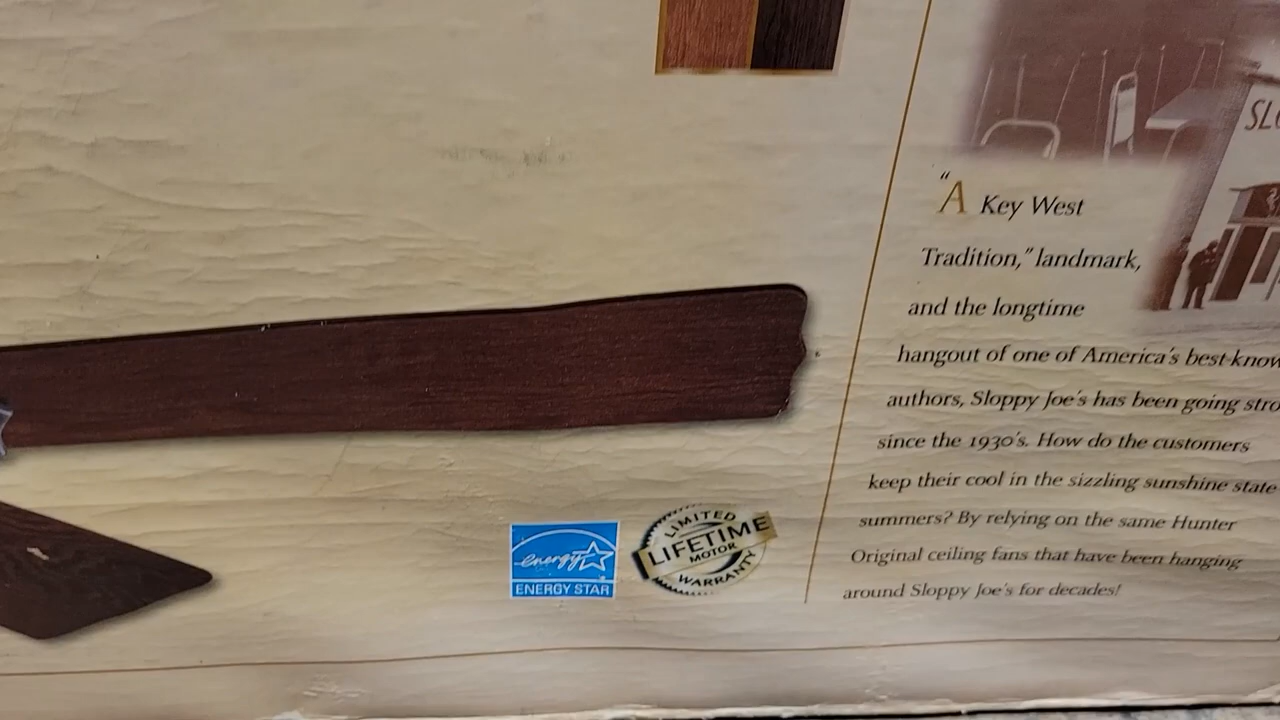 SL
"A Key West
Tradition," landmark,
and the longtime
hangout of one of America's best-know
authors, Sloppy Joe's has been going stro
since the 1930's. How do the customers
keep their cool in the sizzling sunshine state
summers? By relying on the same Hunter
Original ceiling fans that have been hanging
around Sloppy Joe's for decades!
energy
ENERGY STAR
LIMITED
LIFETIME
MOTOR
WARRANTY